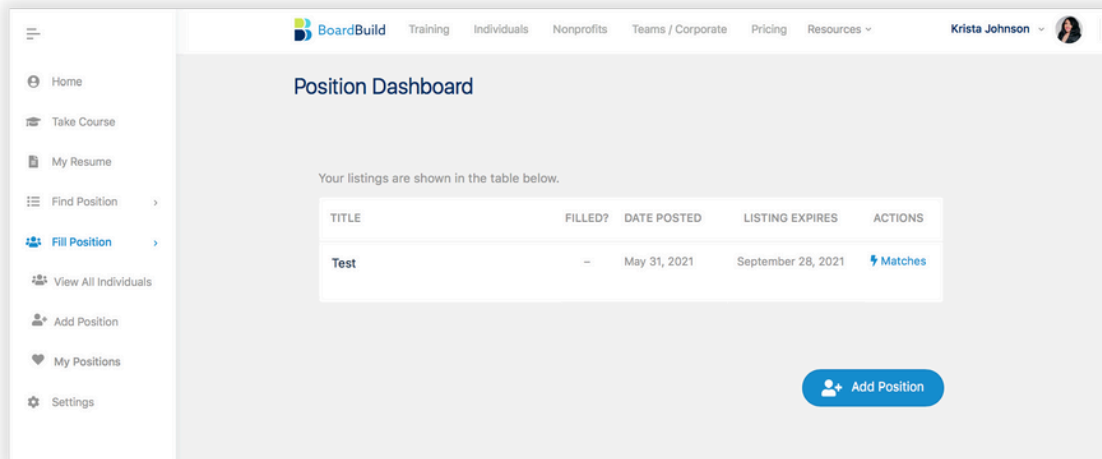 BoardBuild Training Individuals Nonprofits Teams / Corporate Pricing Resources Krista Johnson
Home
Take Course
My Resume
Find Position
Fill Position
View All Individuals
Add Position
My Positions
Settings
Position Dashboard
Your listings are shown in the table below.
TITLE FILLED? DATE POSTED LISTING EXPIRES ACTIONS
Test – May 31, 2021 September 28, 2021 Matches
Add Position